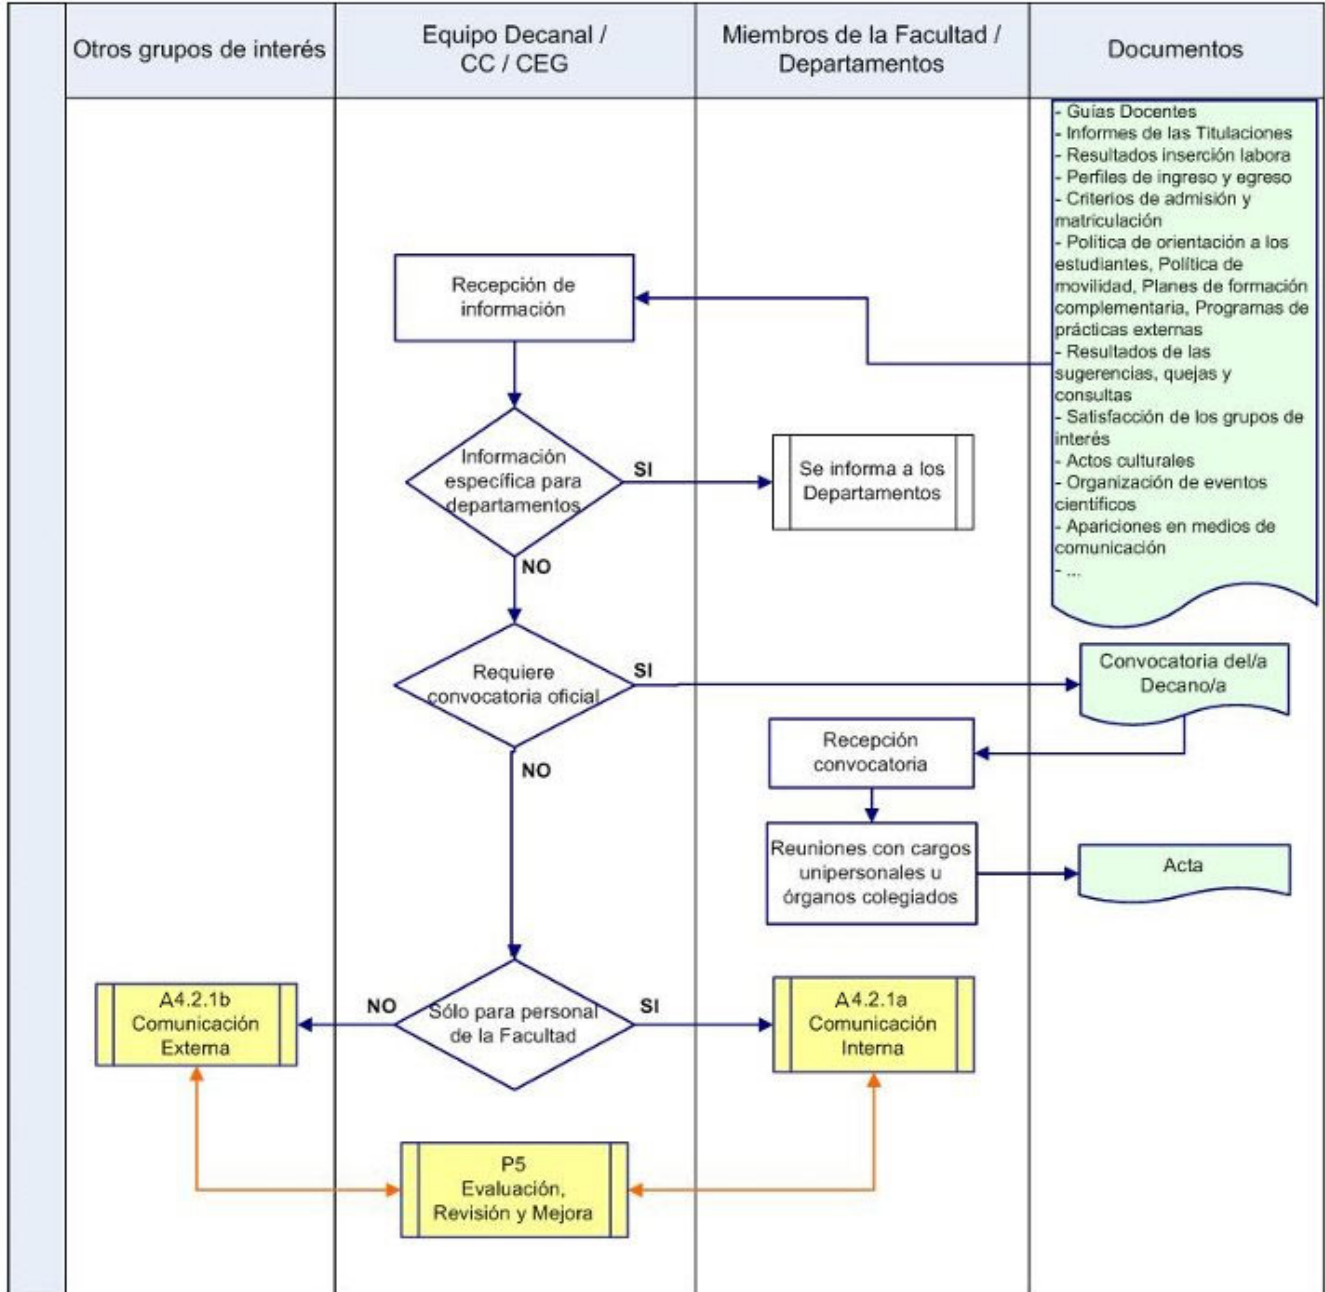 Otros grupos de interés
Equipo Decanal /
CC / CEG
Miembros de la Facultad /
Departamentos
Documentos
- Guías Docentes
- Informes de las Titulaciones
- Resultados inserción labora
- Perfiles de ingreso y egreso
- Criterios de admisión y
matriculación
- Política de orientación a los
estudiantes, Política de
movilidad, Planes de formación
complementaria, Programas de
prácticas externas
- Resultados de las
sugerencias, quejas y
consultas
- Satisfacción de los grupos de
interés
- Actos culturales
- Organización de eventos
científicos
- Apariciones en medios de
comunicación
- ...
Recepción de
información
Información
específica para
departamentos
SI
Se informa a los
Departamentos
NO
Requiere
convocatoria oficial
SI
Convocatoria del/a
Decano/a
NO
Recepción
convocatoria
Reuniones con cargos
unipersonales u
órganos colegiados
Acta
A4.2.1b
Comunicación
Externa
NO
Sólo para personal
de la Facultad
SI
A4.2.1a
Comunicación
Interna
P5
Evaluación,
Revisión y Mejora